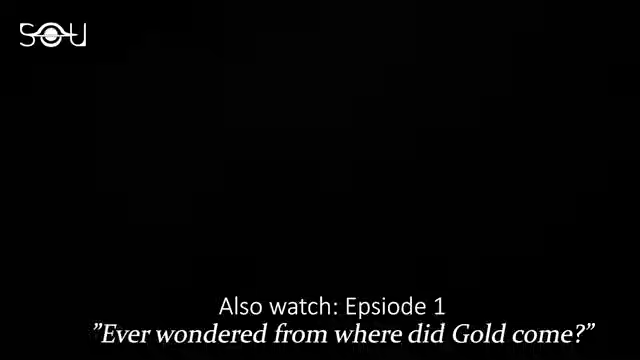 SOU
Also watch: Epsiode 1
”Ever wondered from where did Gold come?”